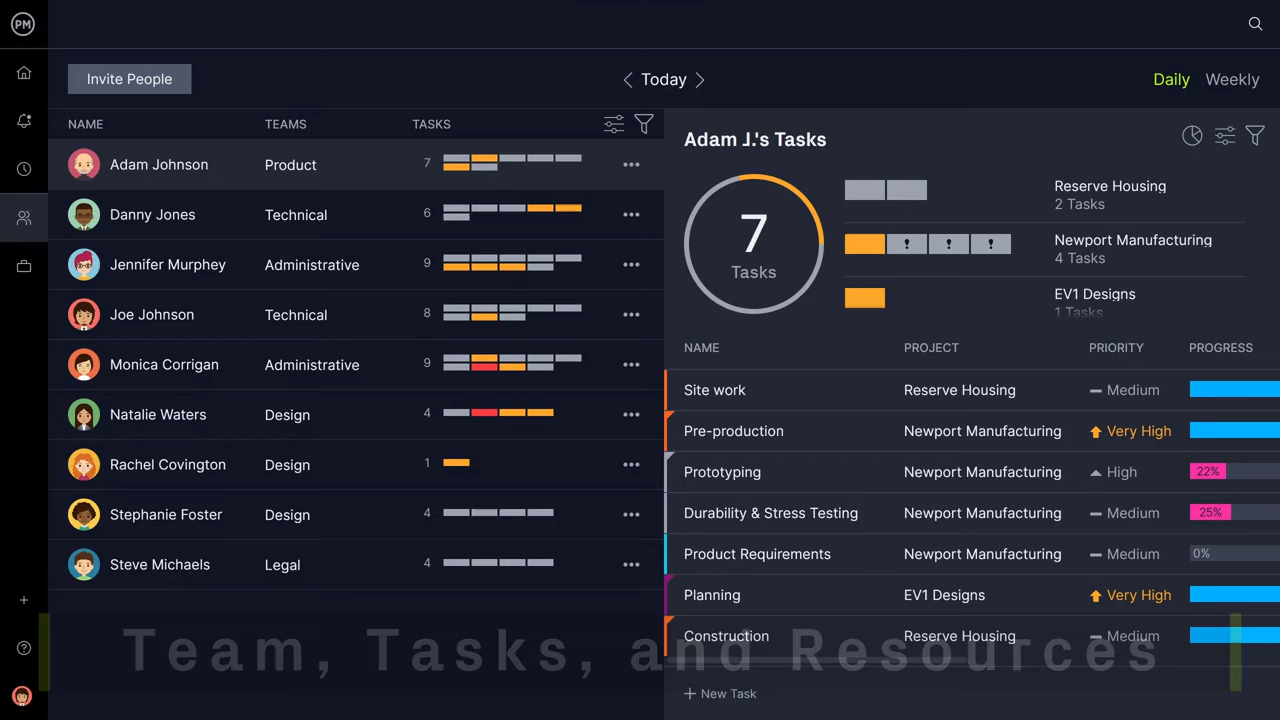 PM
Invite People
Today
Daily Weekly
NAME TEAMS TASKS
Adam Johnson Product 7
Danny Jones Technical 6
Jennifer Murphey Administrative 9
Joe Johnson Technical 8
Monica Corrigan Administrative 9
Natalie Waters Design 4
Rachel Covington Design 1
Stephanie Foster Design 4
Steve Michaels Legal 4
Adam J.'s Tasks
7
Tasks
Reserve Housing
2 Tasks
! ! !
Newport Manufacturing
4 Tasks
EV1 Designs
1 Tasks
NAME PROJECT PRIORITY PROGRESS
Site work Reserve Housing Medium
Pre-production Newport Manufacturing Very High
Prototyping Newport Manufacturing High 22%
Durability & Stress Testing Newport Manufacturing Medium 25%
Product Requirements Newport Manufacturing Medium 0%
Planning EV1 Designs Very High
Construction Reserve Housing Medium
+ New Task
Team, Tasks, and Resources